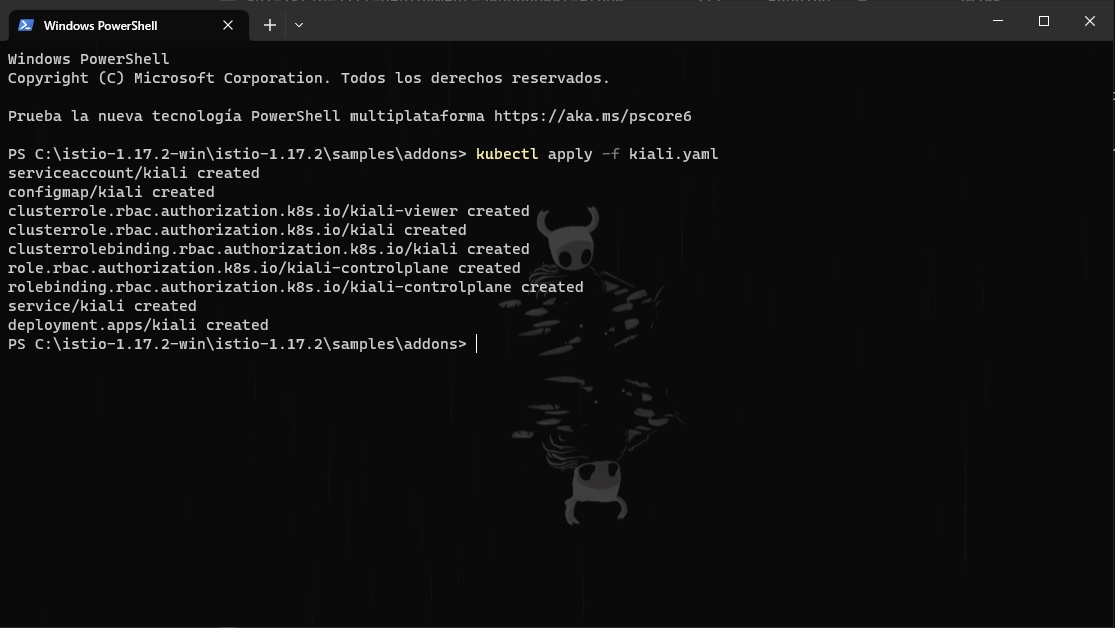 Windows PowerShell
Windows PowerShell
Copyright (C) Microsoft Corporation. Todos los derechos reservados.
Prueba la nueva tecnología PowerShell multiplataforma https://aka.ms/pscore6
PS C:\istio-1.17.2-win\istio-1.17.2\samples\addons> kubectl apply -f kiali.yaml
serviceaccount/kiali created
configmap/kiali created
clusterrole.rbac.authorization.k8s.io/kiali-viewer created
clusterrole.rbac.authorization.k8s.io/kiali created
clusterrolebinding.rbac.authorization.k8s.io/kiali created
role.rbac.authorization.k8s.io/kiali-controlplane created
rolebinding.rbac.authorization.k8s.io/kiali-controlplane created
service/kiali created
deployment.apps/kiali created
PS C:\istio-1.17.2-win\istio-1.17.2\samples\addons>